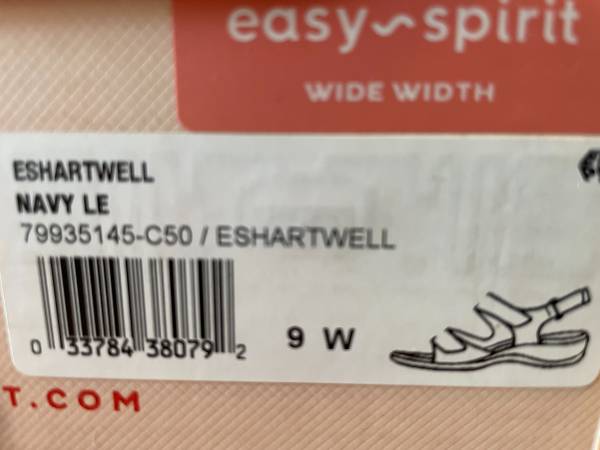 easy~spirit
WIDE WIDTH
ESHARTWELL
NAVY LE
79935145-C50 / ESHARTWELL
0 33784 38079 2
9 W
T.COM